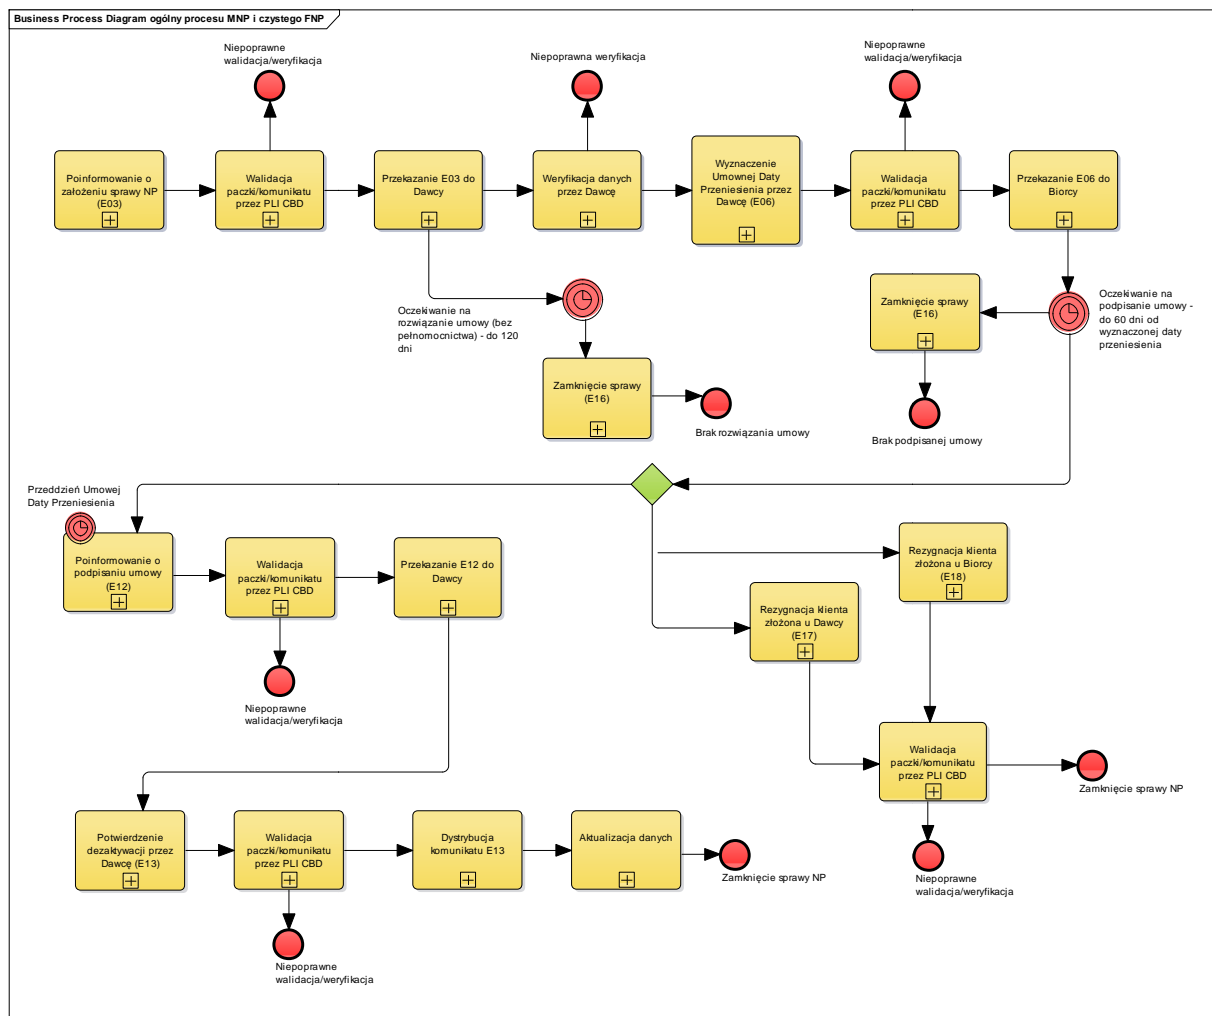 Business Process Diagram ogólny procesu MNP i czystego FNP
Niepoprawne
walidacja/weryfikacja
Niepoprawna weryfikacja
Niepoprawne
walidacja/weryfikacja
Poinformowanie o
założeniu sprawy NP
(E03)
Walidacja
paczki/komunikatu
przez PLI CBD
Przekazanie E03 do
Dawcy
Weryfikacja danych
przez Dawcę
Wyznaczenie
Umownej Daty
Przeniesienia przez
Dawcę (E06)
Walidacja
paczki/komunikatu
przez PLI CBD
Przekazanie E06 do
Biorcy
Oczekiwanie na
rozwiązanie umowy (bez
pełnomocnictwa) - do 120
dni
Zamknięcie sprawy
(E16)
Oczekiwanie na
podpisanie umowy -
do 60 dni od
wyznaczonej daty
przeniesienia
Zamknięcie sprawy
(E16)
Brak rozwiązania umowy
Brak podpisanej umowy
Przeddzień Umowej
Daty Przeniesienia
Poinformowanie o
podpisaniu umowy
(E12)
Walidacja
paczki/komunikatu
przez PLI CBD
Przekazanie E12 do
Dawcy
Rezygnacja klienta
złożona u Biorcy
(E18)
Rezygnacja klienta
złożona u Dawcy
(E17)
Niepoprawne
walidacja/weryfikacja
Walidacja
paczki/komunikatu
przez PLI CBD
Zamknięcie sprawy NP
Potwierdzenie
dezaktywacji przez
Dawcę (E13)
Walidacja
paczki/komunikatu
przez PLI CBD
Dystrybucja
komunikatu E13
Aktualizacja danych
Zamknięcie sprawy NP
Niepoprawne
walidacja/weryfikacja
Niepoprawne
walidacja/weryfikacja